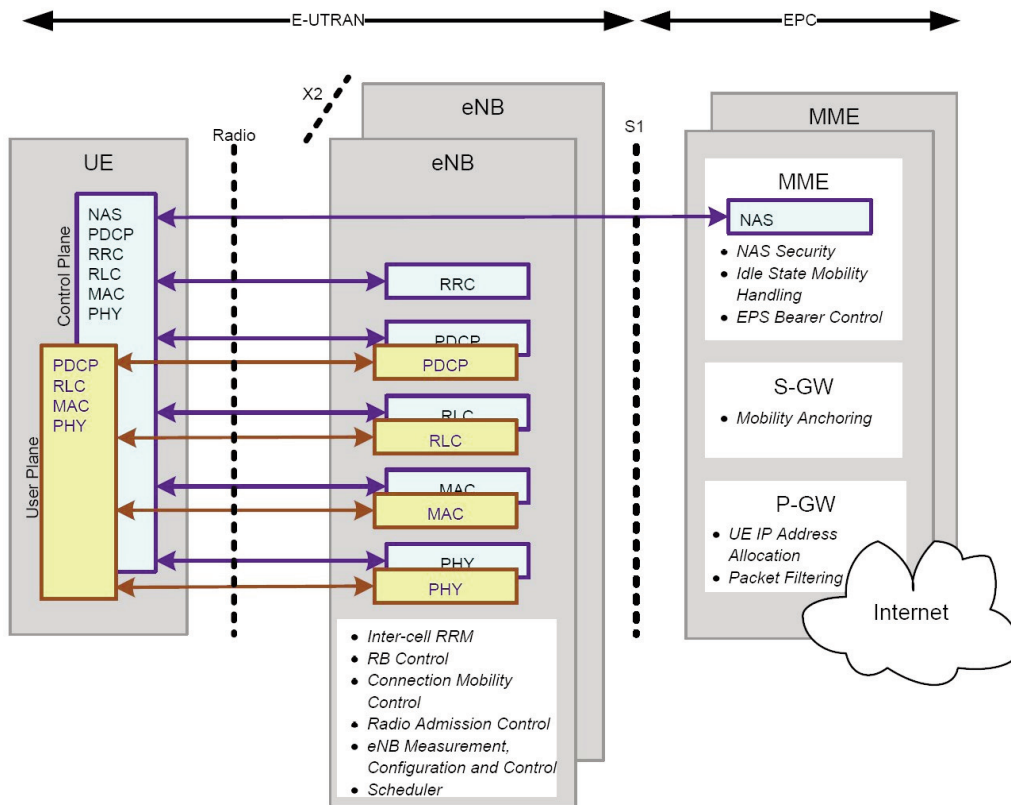 E-UTRAN
EPC
X2
eNB
MME
Radio
S1
UE
eNB
MME
Control Plane
NAS
PDCP
RRC
RLC
MAC
PHY
NAS
NAS Security
Idle State Mobility
Handling
EPS Bearer Control
RRC
PDCP
PDCP
User Plane
PDCP
RLC
MAC
PHY
RLC
RLC
MAC
MAC
PHY
PHY
S-GW
Mobility Anchoring
P-GW
UE IP Address
Allocation
Packet Filtering
Internet
Inter-cell RRM
RB Control
Connection Mobility
Control
Radio Admission Control
eNB Measurement,
Configuration and Control
Scheduler